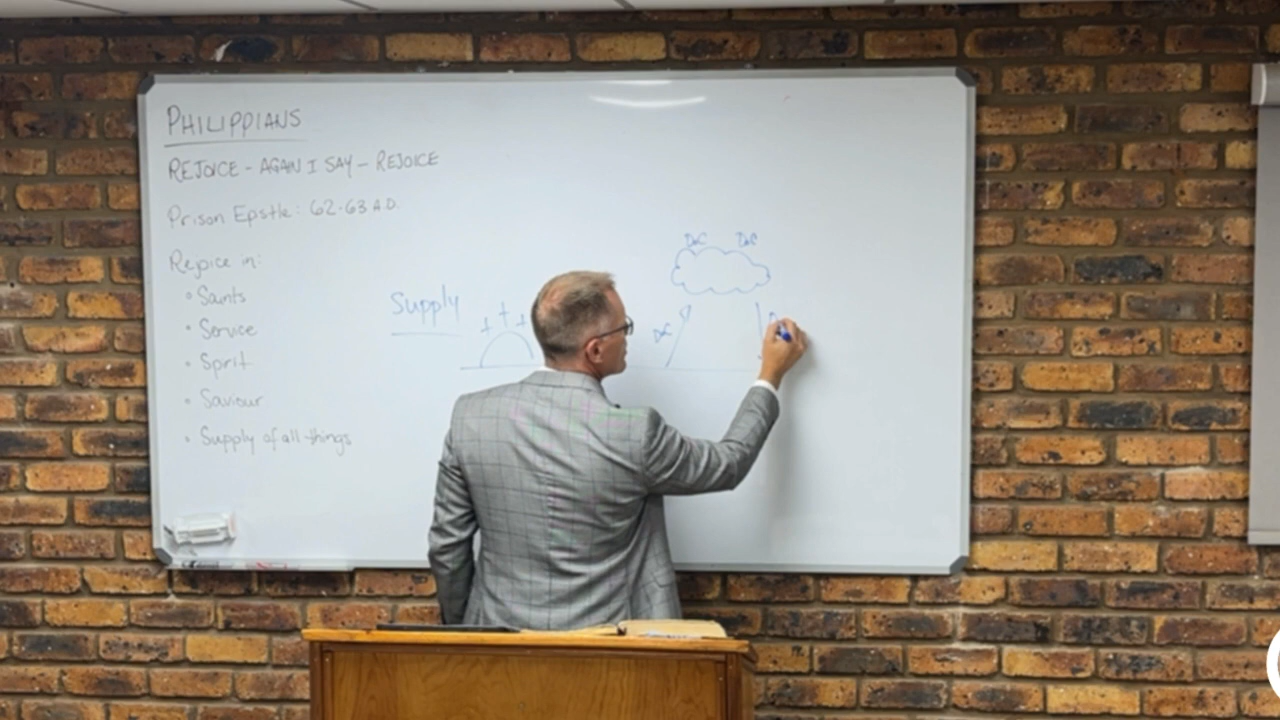 PHILIPPIANS
REJOICE - AGAIN I SAY - REJOICE
Prison Epstle: 62-63 A.D.
Rejoice in:
• Saints
• Service
• Spirit
• Saviour
• Supply of all things
Supply